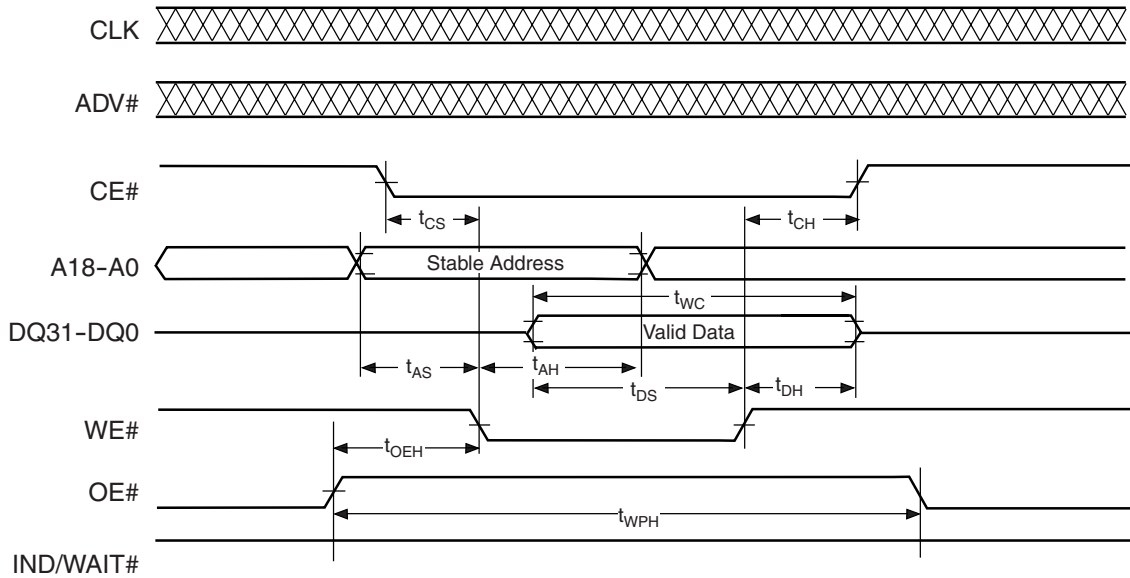 CLK
ADV#
CE#
tCS
tCH
A18-A0
Stable Address
tWC
DQ31-DQ0
Valid Data
tAS
tAH
tDS
tDH
WE#
tOEH
OE#
tWPH
IND/WAIT#